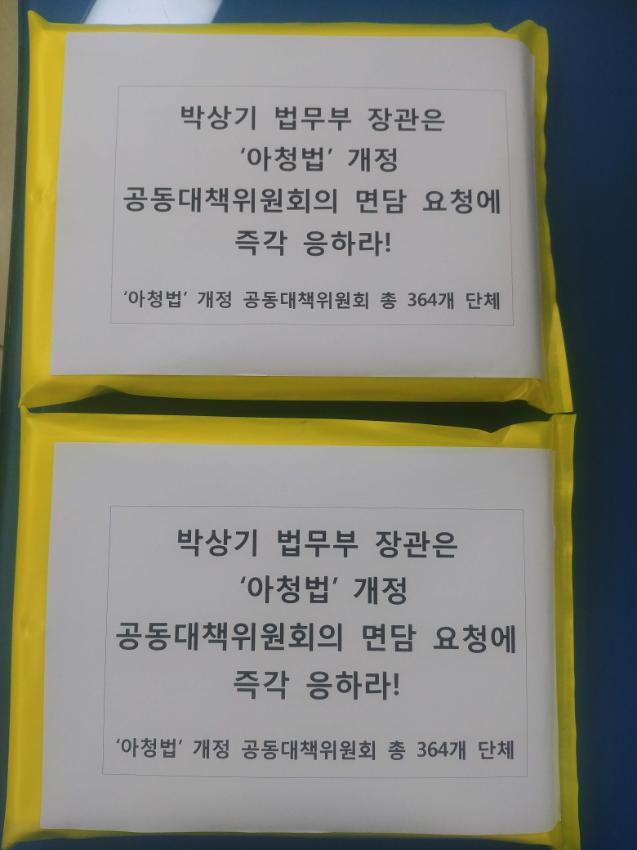 박상기 법무부 장관은
‘아청법’ 개정
공동대책위원회의 면담 요청에
즉각 응하라!
‘아청법’ 개정 공동대책위원회 총 364개 단체
박상기 법무부 장관은
‘아청법’ 개정
공동대책위원회의 면담 요청에
즉각 응하라!
‘아청법’ 개정 공동대책위원회 총 364개 단체